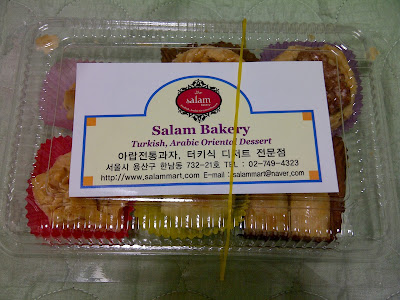 The
salam
Salam Bakery
Turkish, Arabic Oriental Dessert
아랍전통과자, 터키식 디저트 전문점
서울시 용산구 한남동 732-21호 TEL : 02-749-4323
http://www.salammart.com E-mail : salammart@naver.com